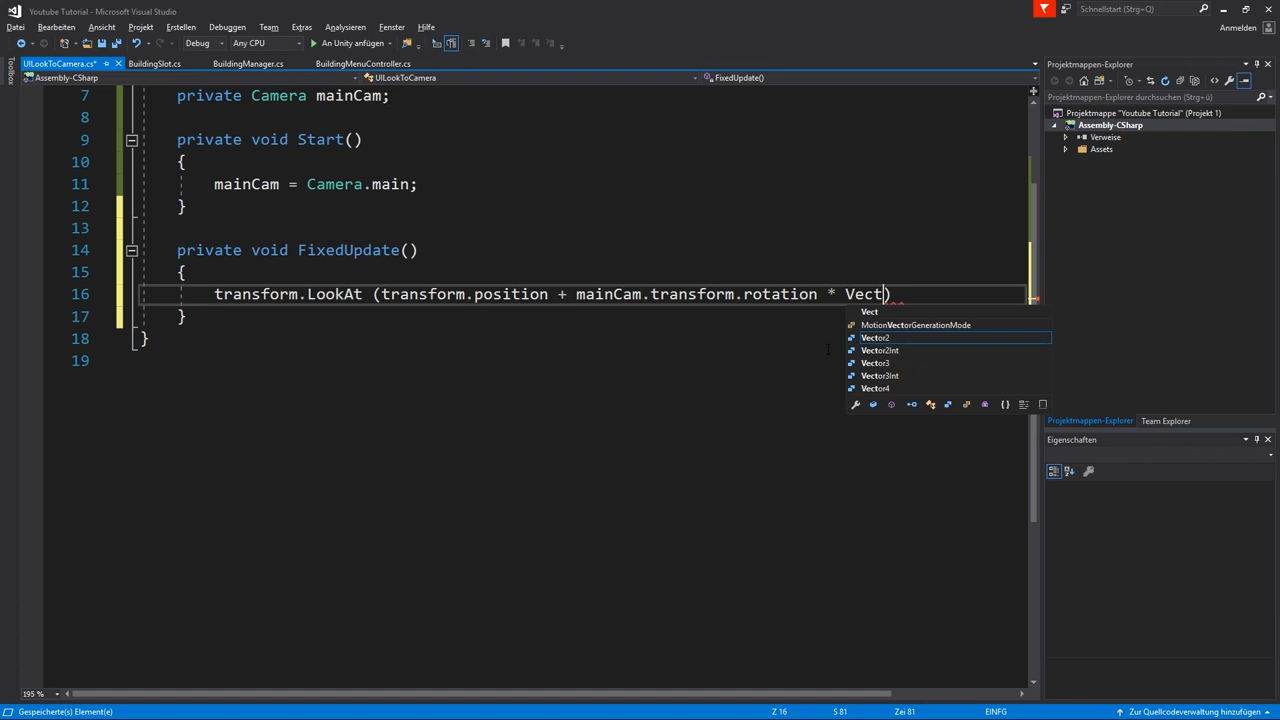 Youtube Tutorial - Microsoft Visual Studio
Schnellstart (Strg+Q)
Datei Bearbeiten Ansicht Projekt Erstellen Debuggen Team Extras Analysieren Fenster Hilfe
Anmelden
Debug Any CPU An Unity anfügen
Toolbox
UILookToCamera.cs* BuildingSlot.cs BuildingManager.cs BuildingMenuController.cs
Assembly-CSharp UILookToCamera FixedUpdate()
7 private Camera mainCam;
8
9 private void Start()
10 {
11 mainCam = Camera.main;
12 }
13
14 private void FixedUpdate()
15 {
16 transform.LookAt (transform.position + mainCam.transform.rotation * Vect)
17 }
18 }
19
Vect
MotionVectorGenerationMode
Vector2
Vector2Int
Vector3
Vector3Int
Vector4
Projektmappen-Explorer
Projektmappen-Explorer durchsuchen (Strg+ü)
Projektmappe "Youtube Tutorial" (Projekt 1)
Assembly-CSharp
Verweise
Assets
Projektmappen-Explorer Team Explorer
Eigenschaften
195 %
Gespeicherte(s) Element(e) Z 16 S 81 Zei 81 EINFG Zur Quellcodeverwaltung hinzufügen